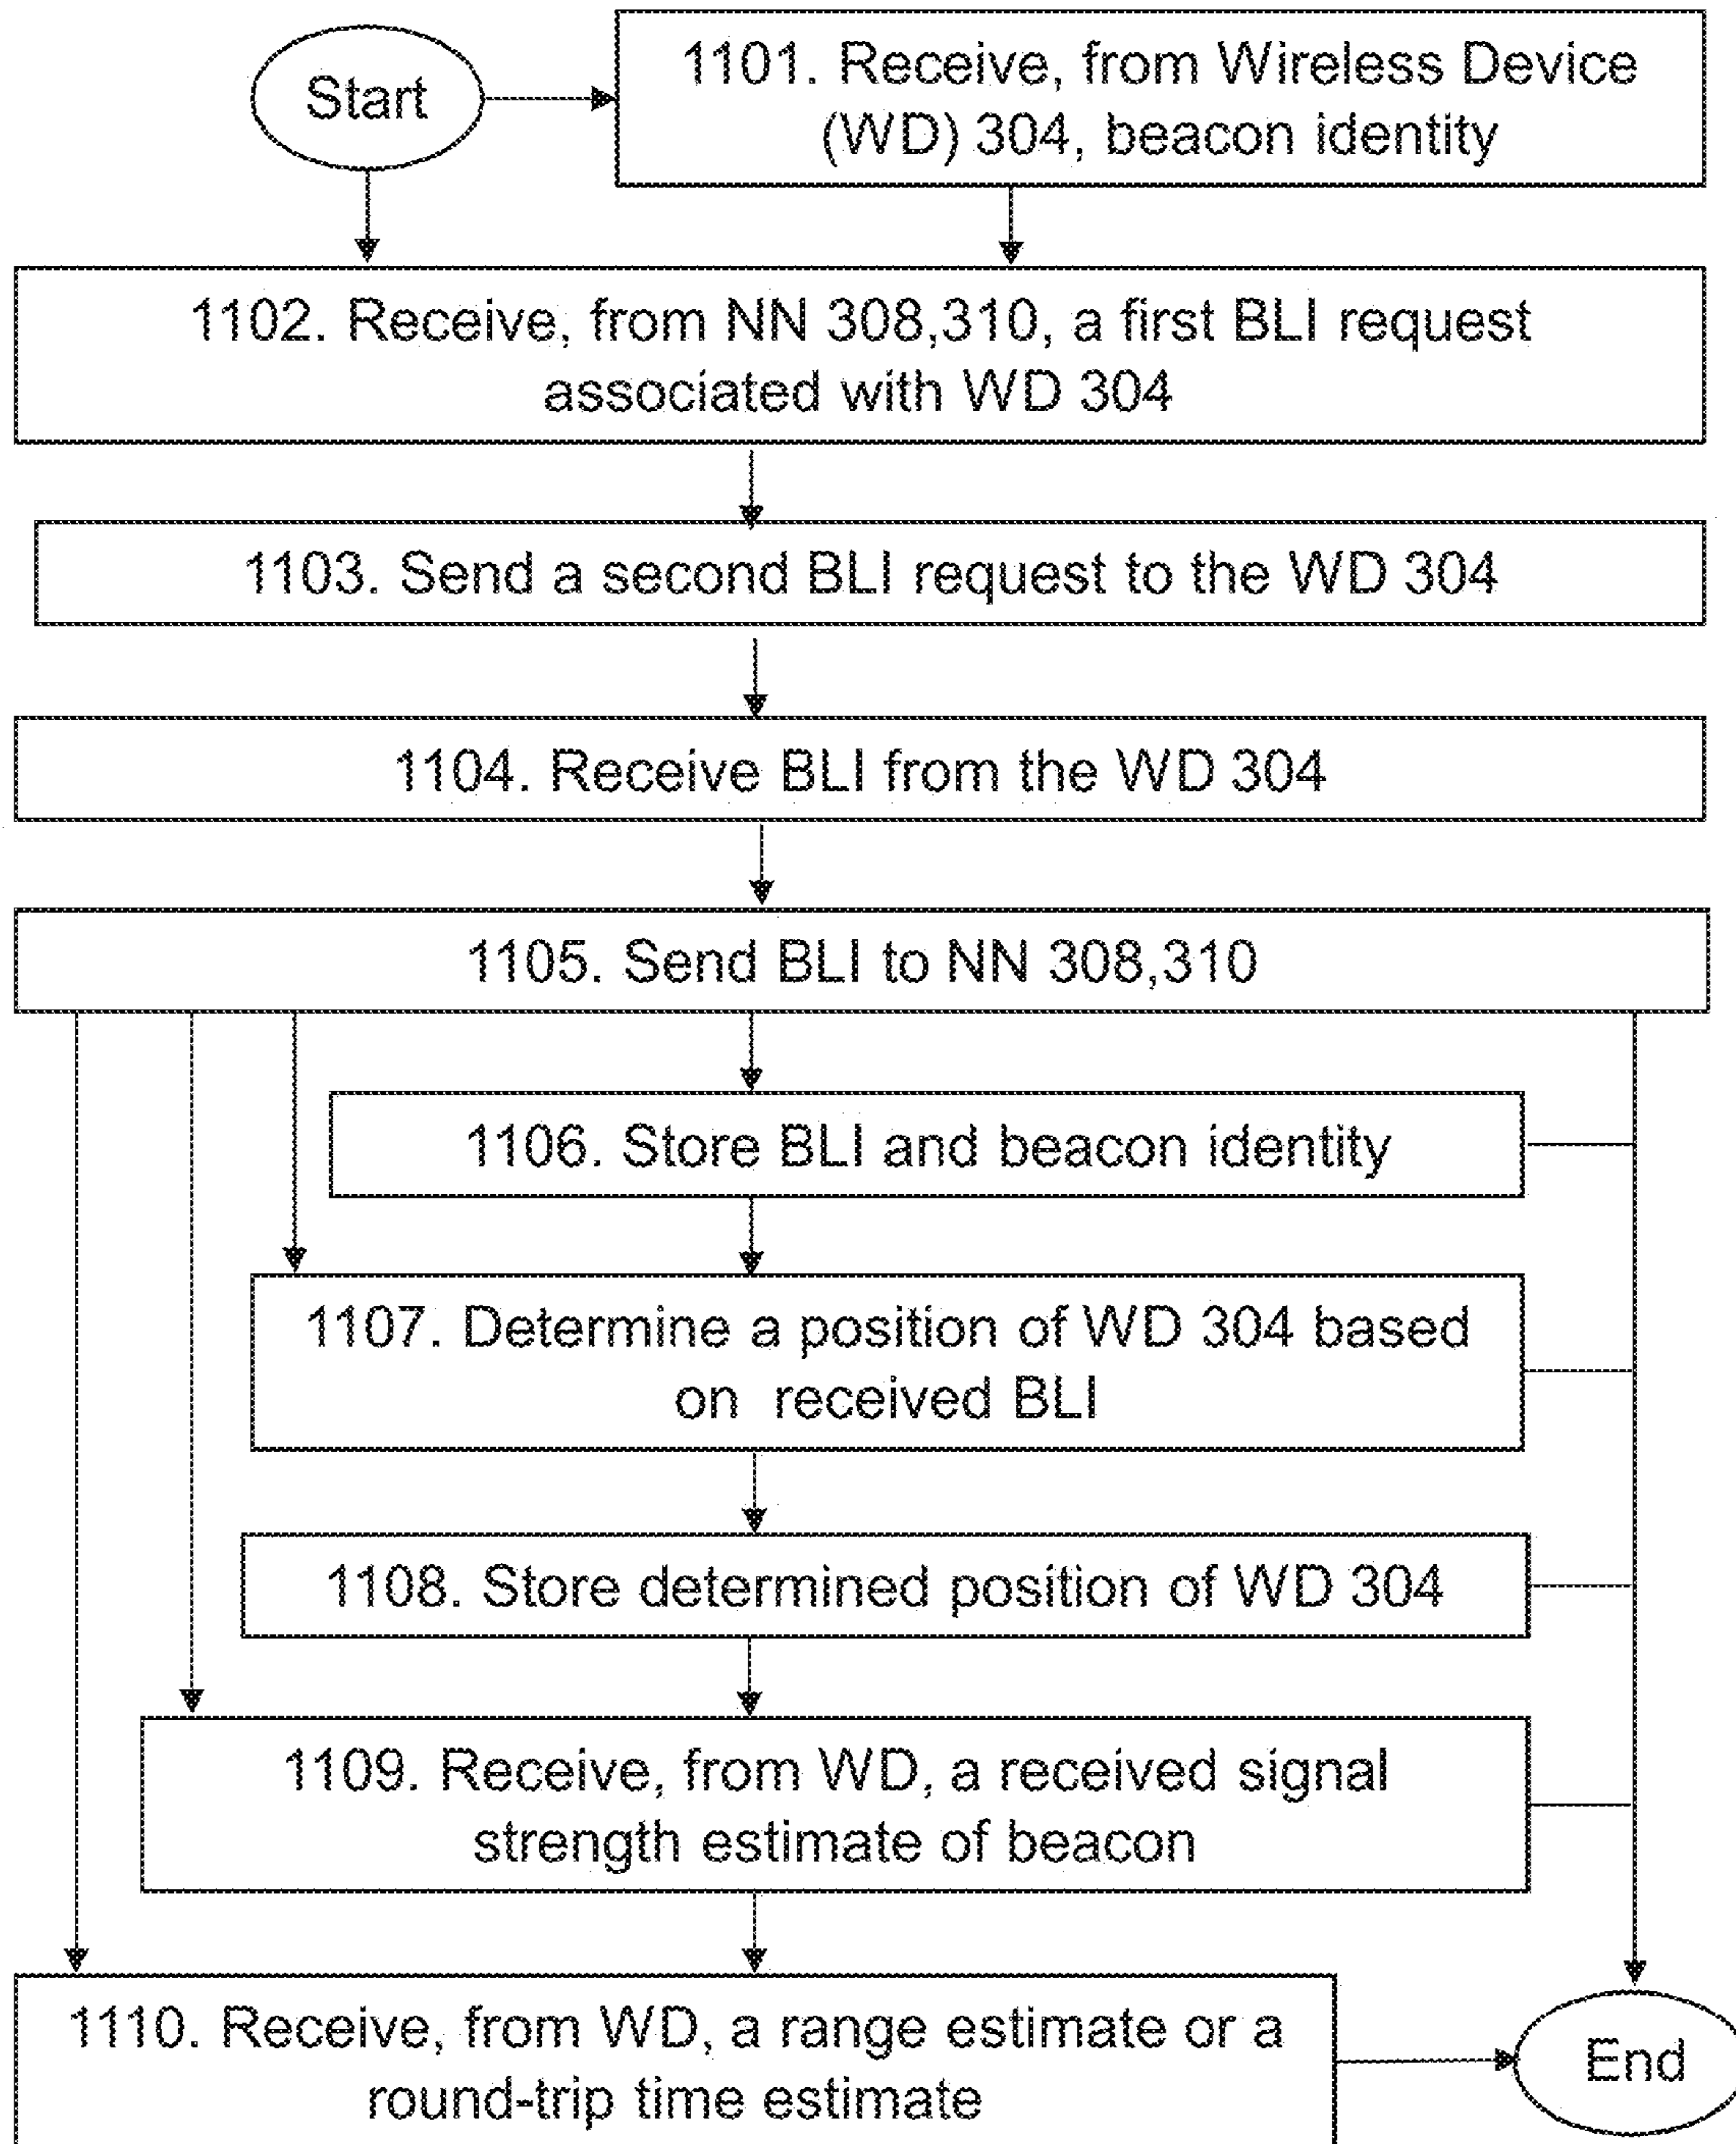 Start
1101. Receive, from Wireless Device
(WD) 304, beacon identity
1102. Receive, from NN 308,310, a first BLI request
associated with WD 304
1103. Send a second BLI request to the WD 304
1104. Receive BLI from the WD 304
1105. Send BLI to NN 308,310
1106. Store BLI and beacon identity
1107. Determine a position of WD 304 based
on received BLI
1108. Store determined position of WD 304
1109. Receive, from WD, a received signal
strength estimate of beacon
1110. Receive, from WD, a range estimate or a
round-trip time estimate
End